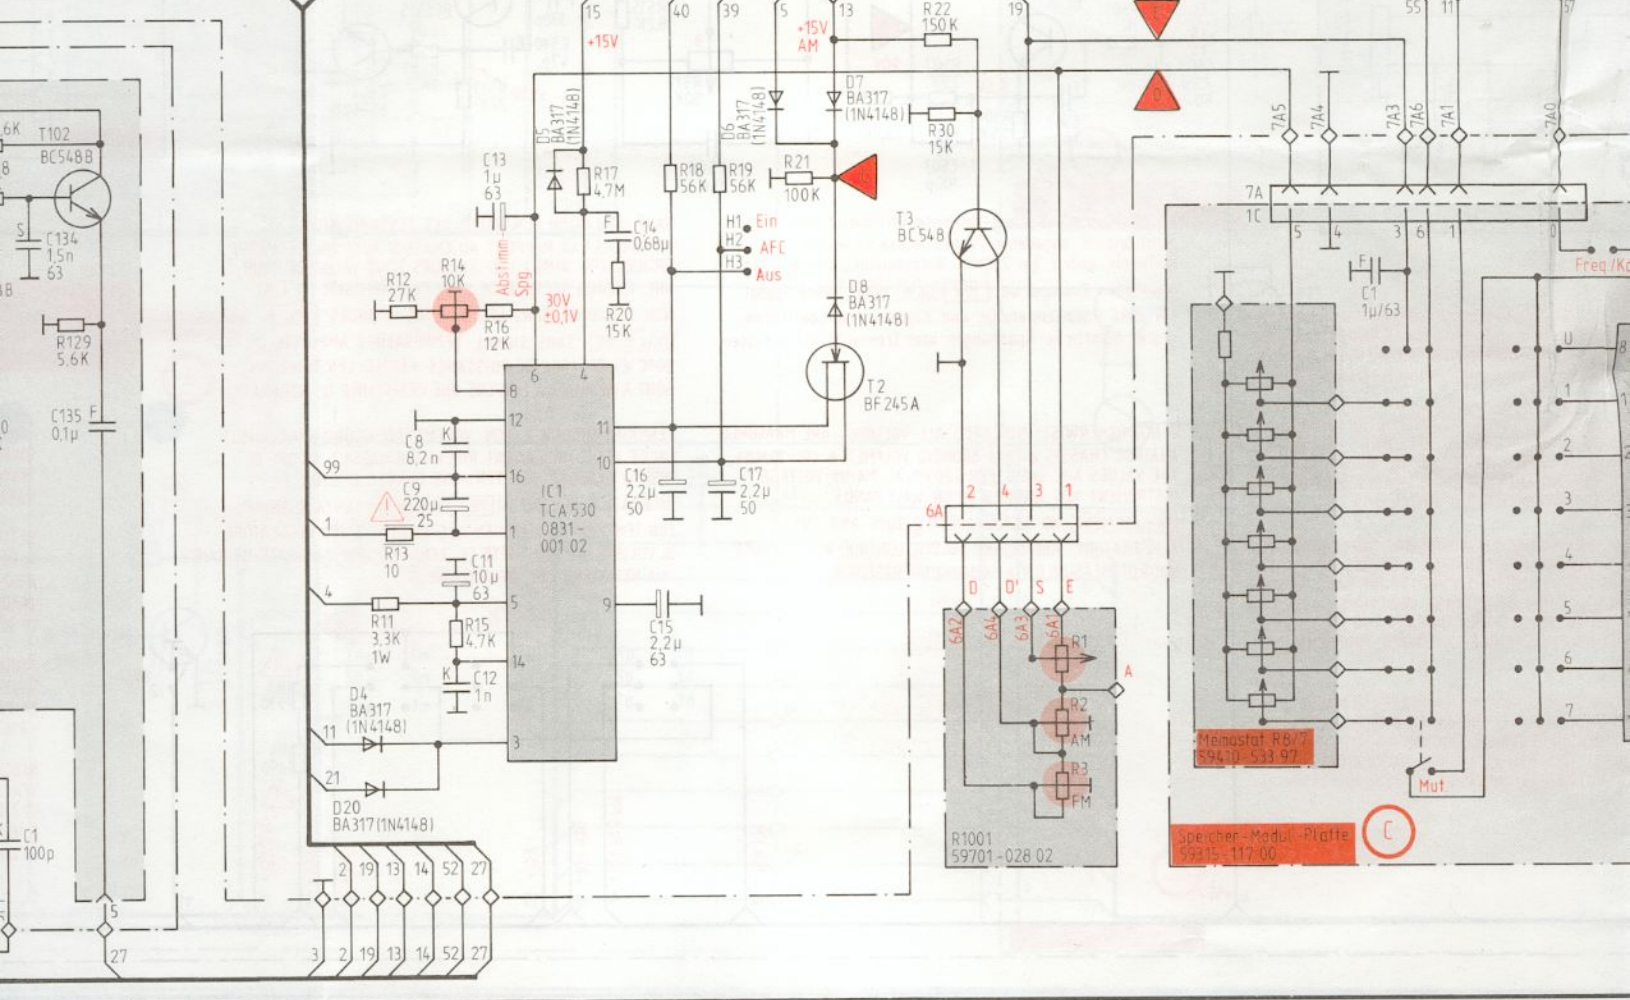 15
40
39
5
13
R22
150K
19
55
11
57
+15V
+15V
AM
D5
BA317
(1N4148)
D6
BA317
(1N4148)
D7
BA317
(1N4148)
R30
15K
7A5
7A4
7A3
7A6
7A1
7A0
6K
T102
BC548B
8
C13
1µ
63
R17
4,7M
R18
56K
R19
56K
R21
100K
7A
1C
5
4
3
6
1
0
S
C134
1,5n
63
F
C14
0,68µ
H1
Ein
H2
AFC
H3
Aus
T3
BC548
Freq./Ko
R12
27K
R14
10K
Abstimm
Spg.
R16
12K
30V
±0,1V
R20
15K
D8
BA317
(1N4148)
F
C1
1µ/63
R129
5,6K
T2
BF245A
U
8
1
1
2
3
4
5
6
7
C135
0,1µ
F
6
4
8
12
11
K
C8
8,2n
99
16
10
C9
220µ
25
1
1
R13
10
IC1
TCA 530
0831-
001.02
C16
2,2µ
50
C17
2,2µ
50
6A
2
4
3
1
C11
10µ
63
4
5
9
R11
3,3K
1W
R15
4,7K
C15
2,2µ
63
14
K
C12
1n
D
D'
S
E
6A2
6A4
6A3
6A1
R1
A
R2
AM
R3
FM
D4
BA317
(1N4148)
11
3
21
D20
BA317(1N4148)
R1001
59701-028 02
Memostat R8/7
59410-533.97
Mut
Speicher-Modul-Platte
59315-117 00
C
C1
100p
2
19
13
14
52
27
5
27
3
2
19
13
14
52
27